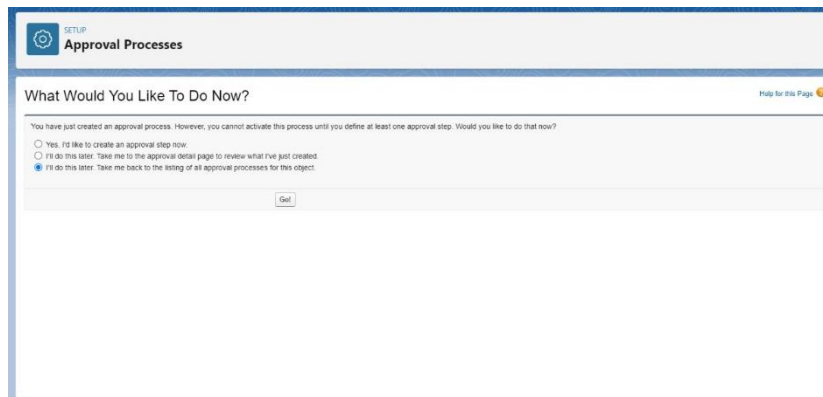 SETUP
Approval Processes
What Would You Like To Do Now?
Help for this Page
You have just created an approval process. However, you cannot activate this process until you define at least one approval step. Would you like to do that now?
Yes, I'd like to create an approval step now.
I'll do this later. Take me to the approval detail page to review what I've just created.
I'll do this later. Take me back to the listing of all approval processes for this object.
Go!